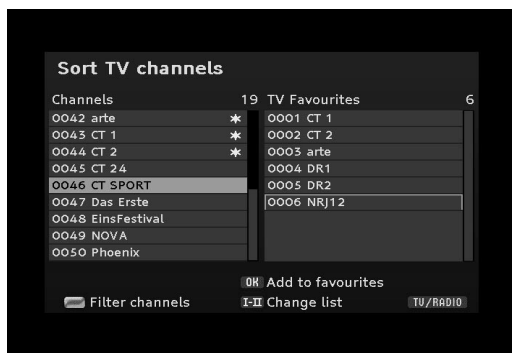 Sort TV channels
Channels 19 TV Favourites 6
0042 arte ✱ 0001 CT 1
0043 CT 1 ✱ 0002 CT 2
0044 CT 2 ✱ 0003 arte
0045 CT 24 0004 DR1
0046 CT SPORT 0005 DR2
0047 Das Erste 0006 NRJ12
0048 EinsFestival
0049 NOVA
0050 Phoenix
OK Add to favourites
Filter channels I-II Change list TV/RADIO